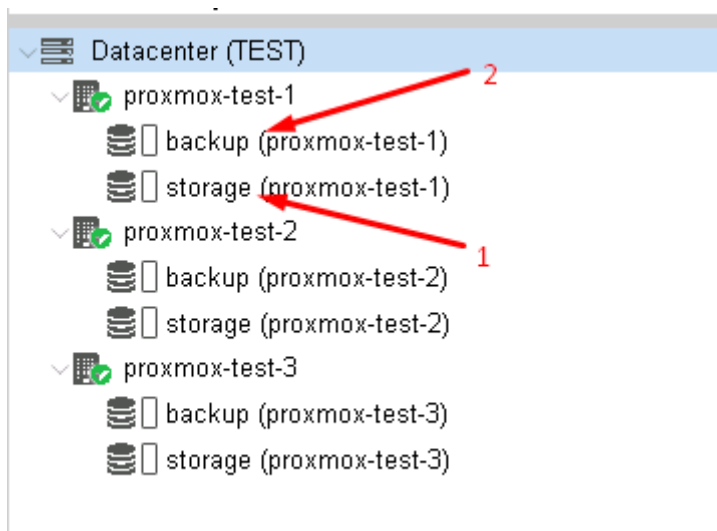 Datacenter (TEST)
2
proxmox-test-1
backup (proxmox-test-1)
storage (proxmox-test-1)
proxmox-test-2
1
backup (proxmox-test-2)
storage (proxmox-test-2)
proxmox-test-3
backup (proxmox-test-3)
storage (proxmox-test-3)